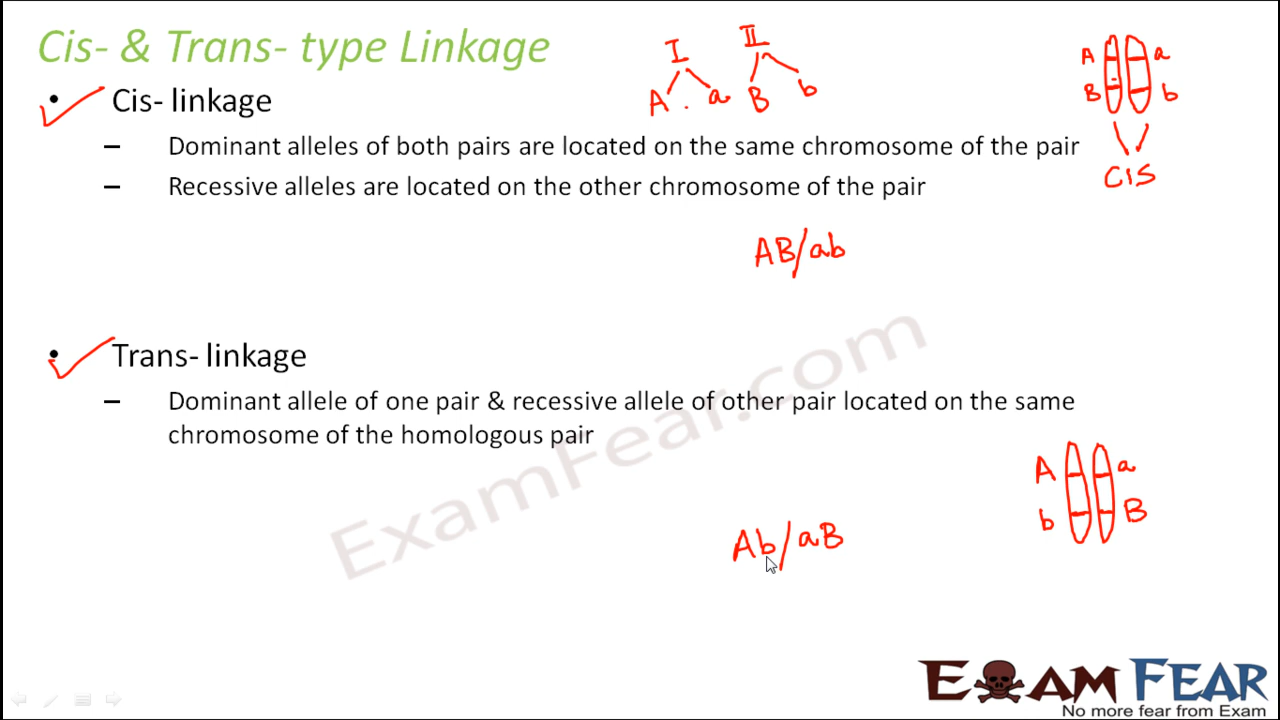 Cis- & Trans- type Linkage
I II
A . a B b
A a
B b
CIS
• Cis- linkage
– Dominant alleles of both pairs are located on the same chromosome of the pair
– Recessive alleles are located on the other chromosome of the pair
AB/ab
• Trans- linkage
– Dominant allele of one pair & recessive allele of other pair located on the same
chromosome of the homologous pair
A a
b B
Ab/aB
ExamFear.com
EXAM FEAR
No more fear from Exam